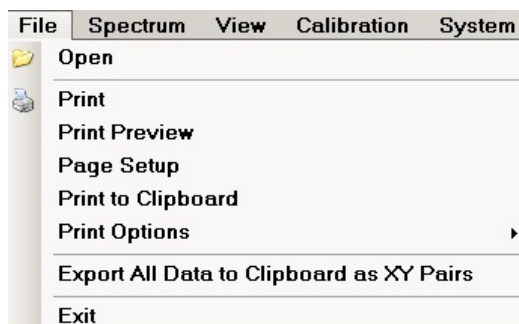 File Spectrum View Calibration System
Open
Print
Print Preview
Page Setup
Print to Clipboard
Print Options
Export All Data to Clipboard as XY Pairs
Exit